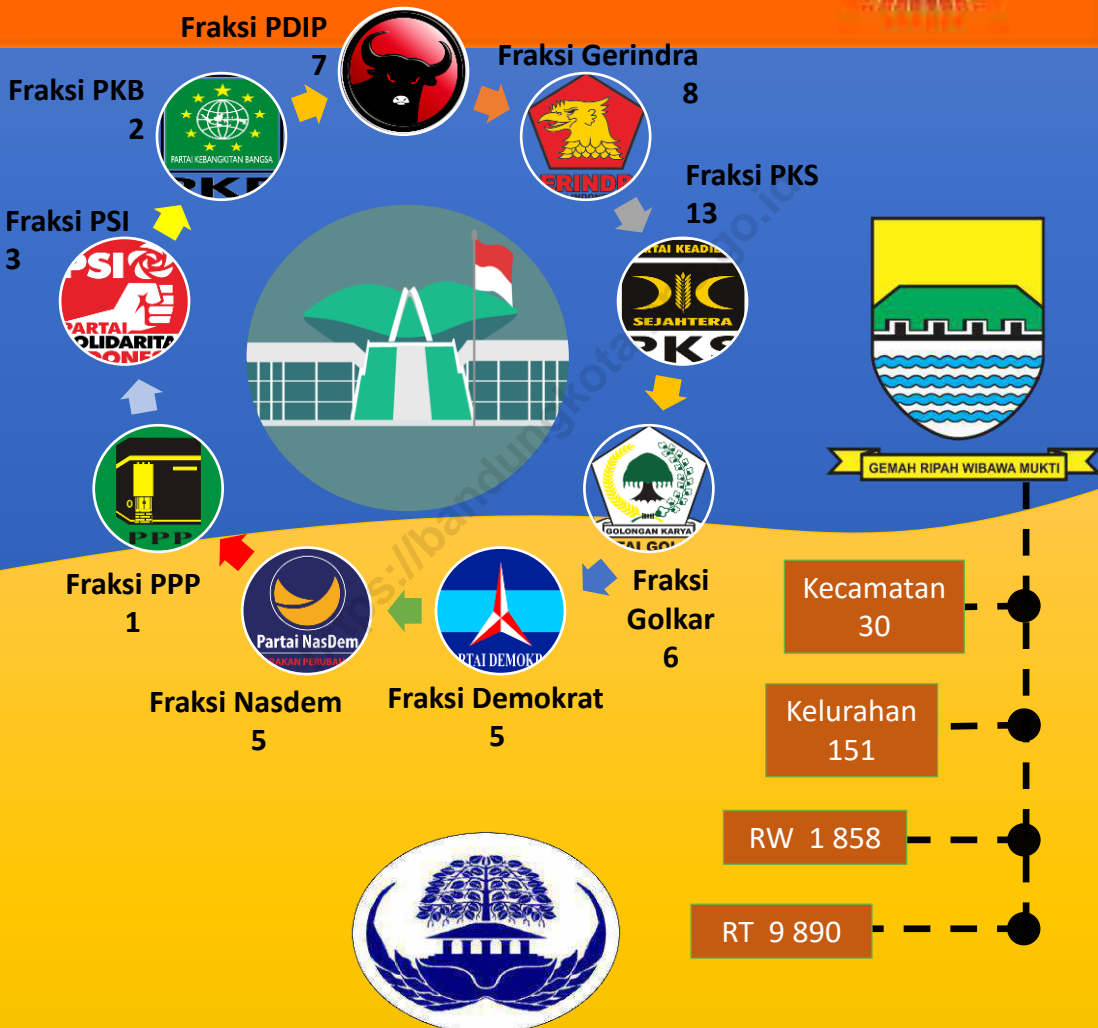 Fraksi PDIP
7
Fraksi Gerindra
8
Fraksi PKB
2
PARTAI KEBANGKITAN BANGSA
Fraksi PKS
13
Fraksi PSI
3
PSI
PARTAI
SEJAHTERA
PKS
GEMAH RIPAH WIBAWA MUKTI
PPP
GOLONGAN KARYA
Fraksi PPP
1
Partai NasDem
Fraksi
Golkar
6
Fraksi Nasdem
5
Fraksi Demokrat
5
Kecamatan
30
Kelurahan
151
RW 1 858
RT 9 890